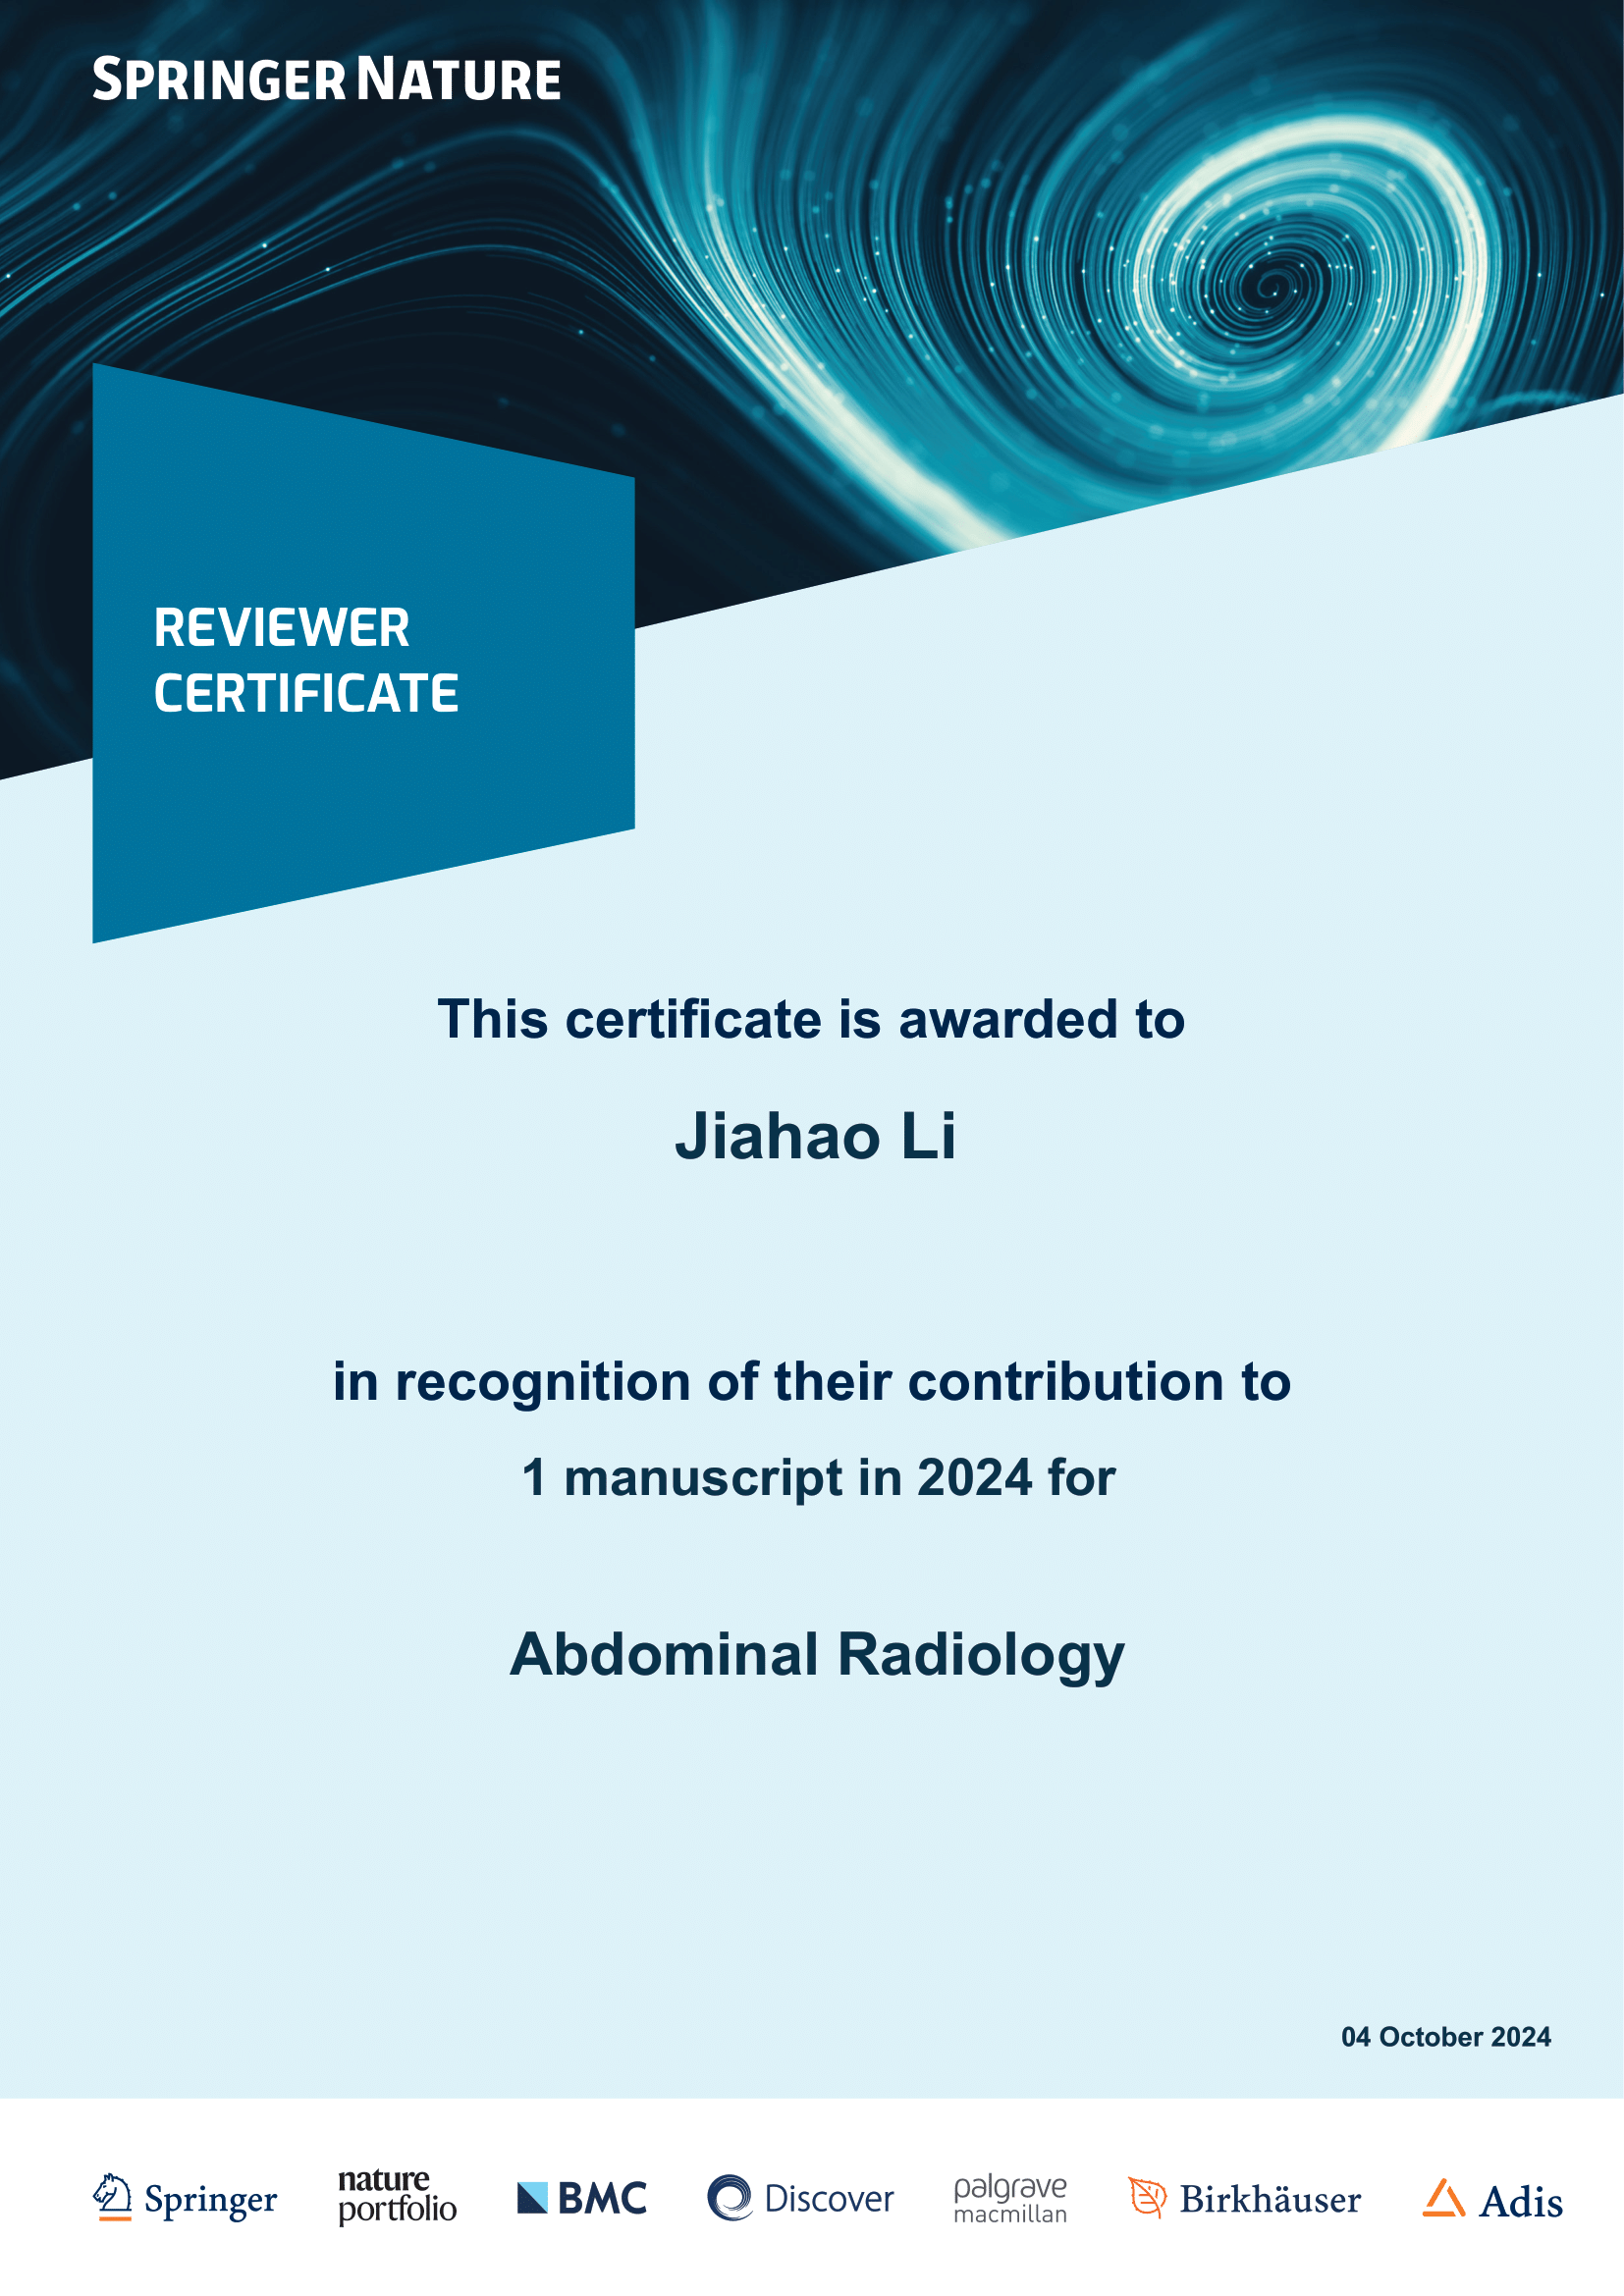 SPRINGER NATURE
REVIEWER
CERTIFICATE
This certificate is awarded to
Jiahao Li
in recognition of their contribution to
1 manuscript in 2024 for
Abdominal Radiology
04 October 2024
Springer
nature
portfolio
BMC
Discover
palgrave
macmillan
Birkhäuser
Adis